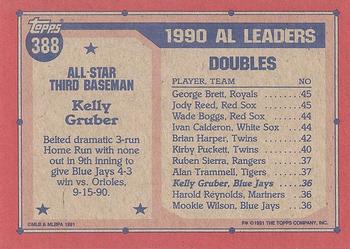 Topps
388
ALL-STAR
THIRD BASEMAN
Kelly
Gruber
Belted dramatic 3-run
Home Run with none
out in 9th inning to
give Blue Jays 4-3
win vs. Orioles,
9-15-90.
©MLB & MLBPA 1991
1990 AL LEADERS
DOUBLES
PLAYER, TEAM NO
George Brett, Royals .45
Jody Reed, Red Sox .45
Wade Boggs, Red Sox .44
Ivan Calderon, White Sox .44
Brian Harper, Twins .42
Kirby Puckett, Twins .40
Ruben Sierra, Rangers .37
Alan Trammell, Tigers .37
Kelly Gruber, Blue Jays .36
Harold Reynolds, Mariners .36
Mookie Wilson, Blue Jays .36
℗® ©1991 THE TOPPS COMPANY, INC.